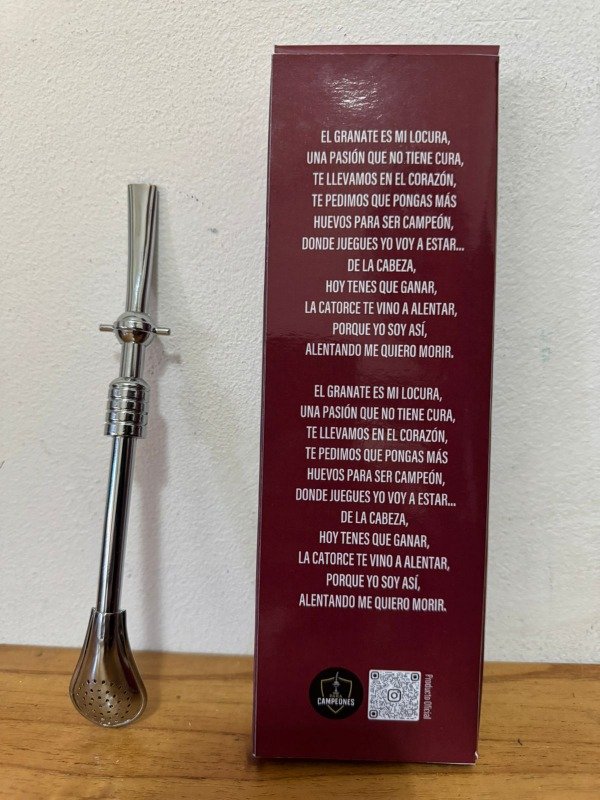 EL GRANATE ES MI LOCURA,
UNA PASIÓN QUE NO TIENE CURA,
TE LLEVAMOS EN EL CORAZÓN,
TE PEDIMOS QUE PONGAS MÁS
HUEVOS PARA SER CAMPEÓN,
DONDE JUEGUES YO VOY A ESTAR...
DE LA CABEZA,
HOY TENES QUE GANAR,
LA CATORCE TE VINO A ALENTAR,
PORQUE YO SOY ASÍ,
ALENTANDO ME QUIERO MORIR.
EL GRANATE ES MI LOCURA,
UNA PASIÓN QUE NO TIENE CURA,
TE LLEVAMOS EN EL CORAZÓN,
TE PEDIMOS QUE PONGAS MÁS
HUEVOS PARA SER CAMPEÓN,
DONDE JUEGUES YO VOY A ESTAR...
DE LA CABEZA,
HOY TENES QUE GANAR,
LA CATORCE TE VINO A ALENTAR,
PORQUE YO SOY ASÍ,
ALENTANDO ME QUIERO MORIR.
CAMPEONES
Producto Oficial